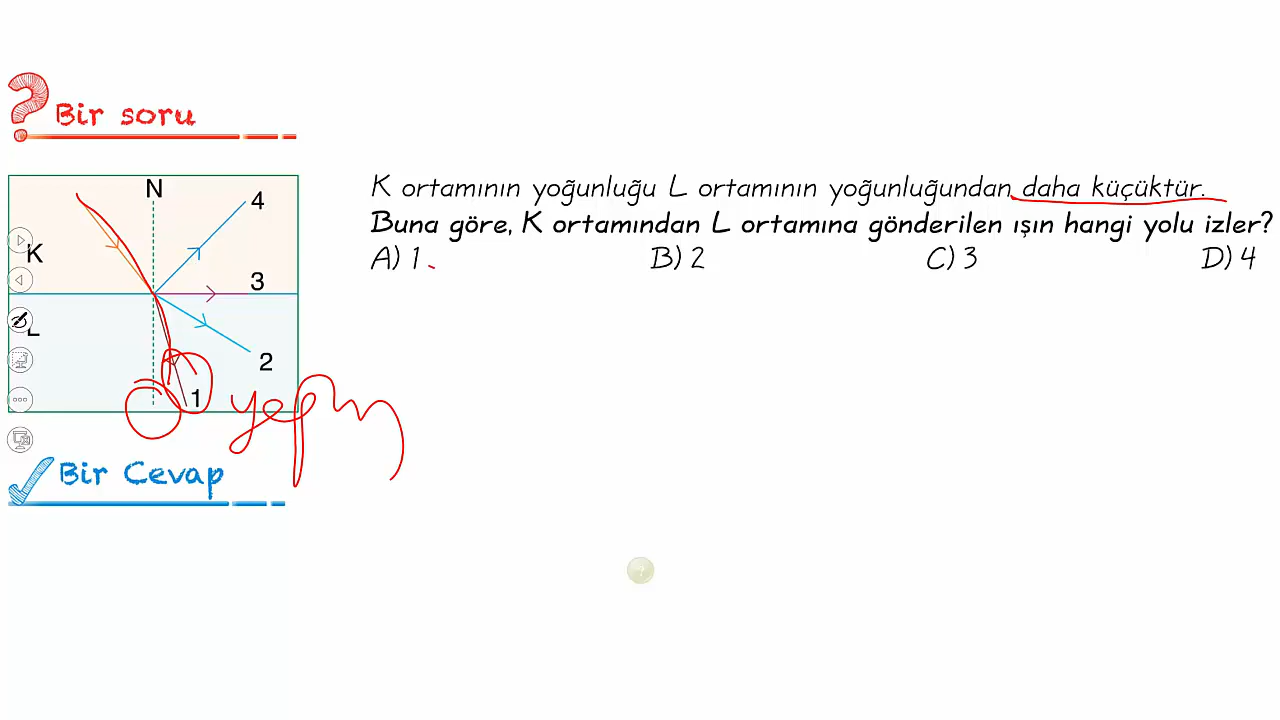 Bir soru
N
4
K
3
L
2
1
K ortamının yoğunluğu L ortamının yoğunluğundan daha küçüktür.
Buna göre, K ortamından L ortamına gönderilen ışın hangi yolu izler?
A) 1 B) 2 C) 3 D) 4
Bir Cevap